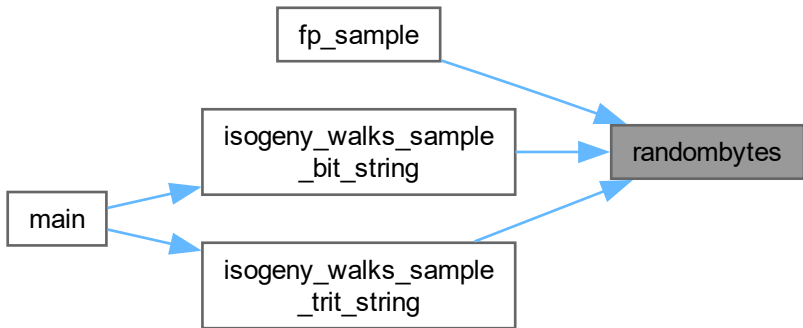 fp_sample
isogeny_walks_sample
_bit_string
randombytes
main
isogeny_walks_sample
_trit_string